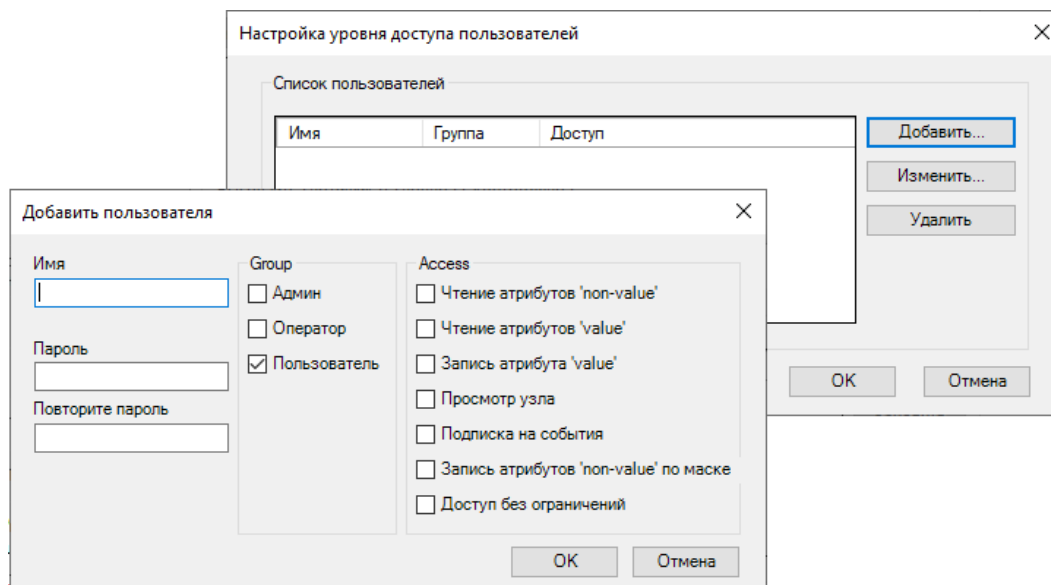 Настройка уровня доступа пользователей
Список пользователей
Имя Группа Доступ
Добавить...
Изменить...
Удалить
OK Отмена
Добавить пользователя
Имя
Пароль
Повторите пароль
Group
Админ
Оператор
Пользователь
Access
Чтение атрибутов 'non-value'
Чтение атрибутов 'value'
Запись атрибута 'value'
Просмотр узла
Подписка на события
Запись атрибутов 'non-value' по маске
Доступ без ограничений
OK Отмена